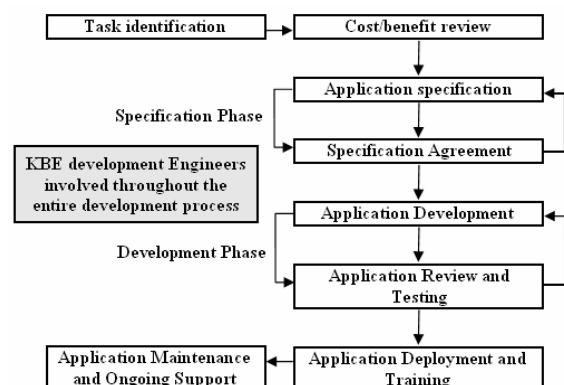 Task identification
Cost/benefit review
Application specification
Specification Phase
Specification Agreement
KBE development Engineers
involved throughout the
entire development process
Application Development
Development Phase
Application Review and
Testing
Application Maintenance
and Ongoing Support
Application Deployment and
Training